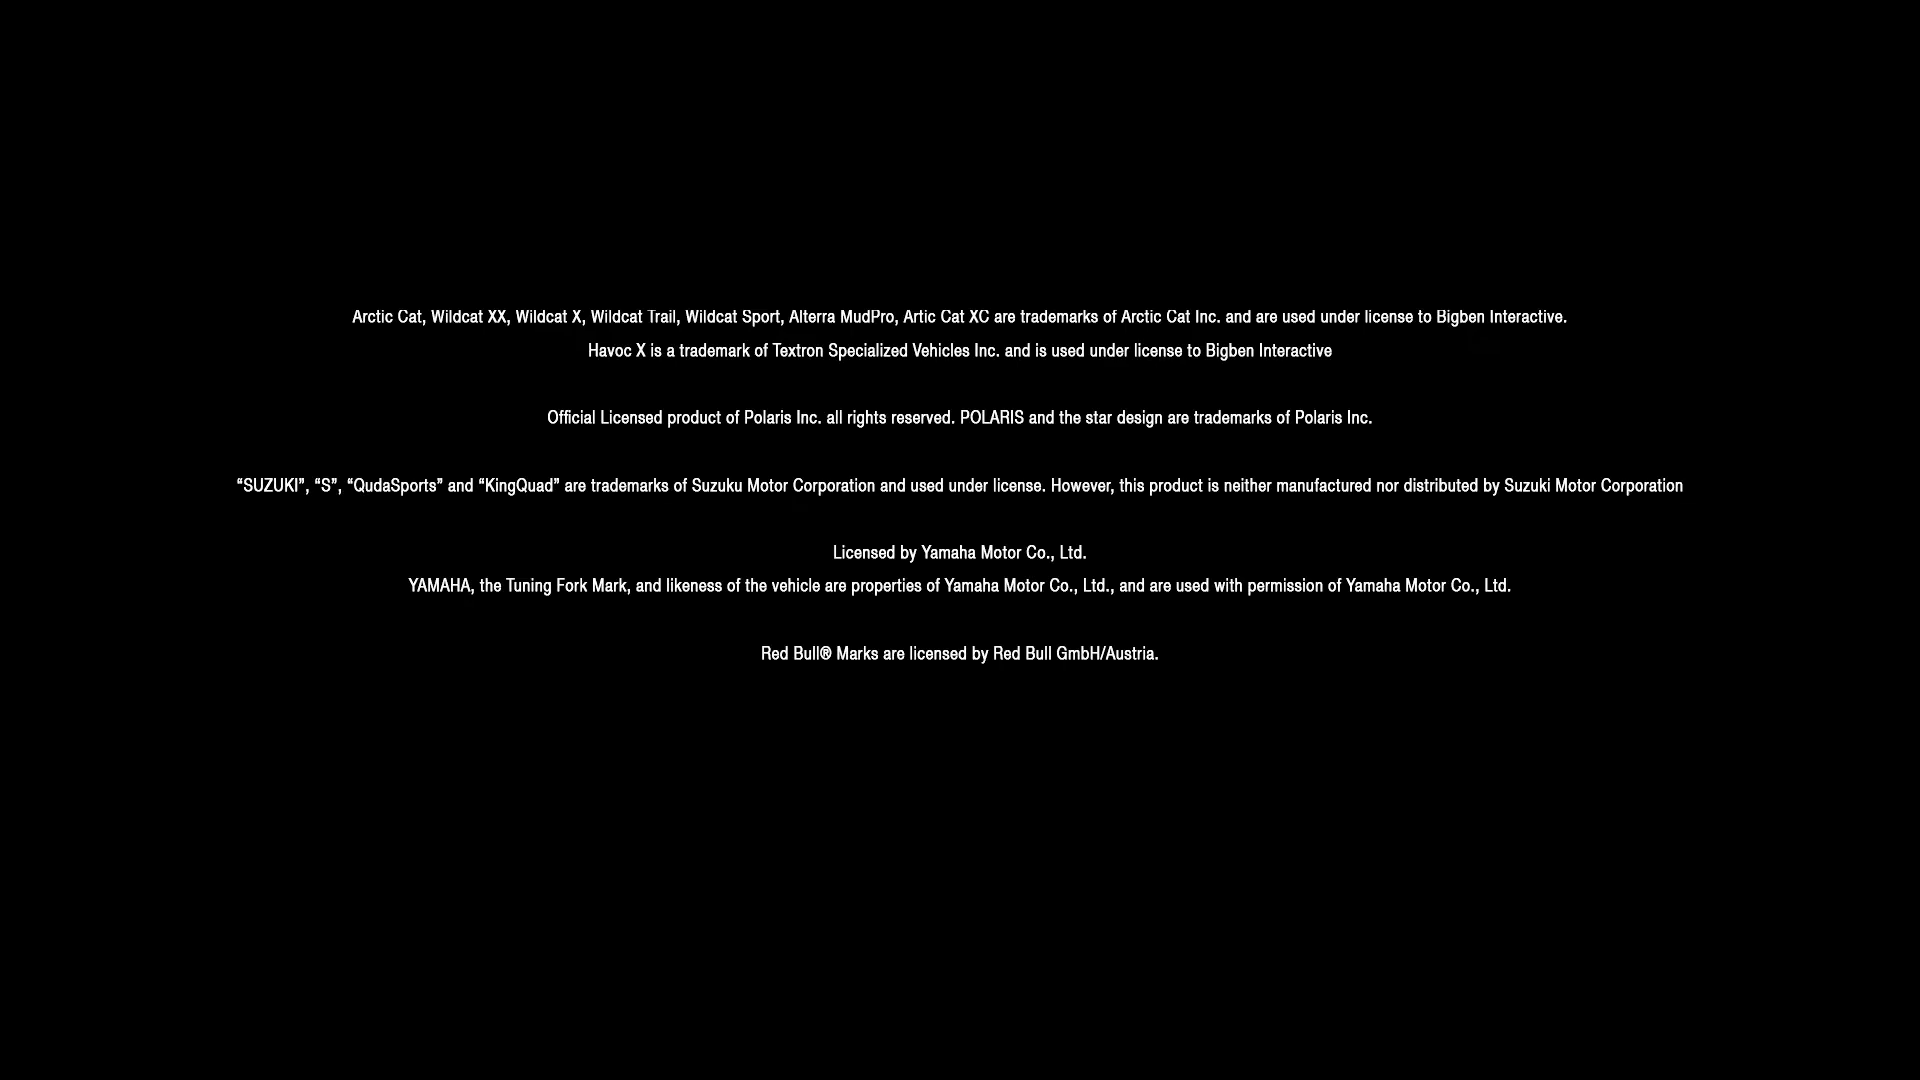 Arctic Cat, Wildcat XX, Wildcat X, Wildcat Trail, Wildcat Sport, Alterra MudPro, Artic Cat XC are trademarks of Arctic Cat Inc. and are used under license to Bigben Interactive.
Havoc X is a trademark of Textron Specialized Vehicles Inc. and is used under license to Bigben Interactive
Official Licensed product of Polaris Inc. all rights reserved. POLARIS and the star design are trademarks of Polaris Inc.
“SUZUKI”, “S”, “QudaSports” and “KingQuad” are trademarks of Suzuku Motor Corporation and used under license. However, this product is neither manufactured nor distributed by Suzuki Motor Corporation
Licensed by Yamaha Motor Co., Ltd.
YAMAHA, the Tuning Fork Mark, and likeness of the vehicle are properties of Yamaha Motor Co., Ltd., and are used with permission of Yamaha Motor Co., Ltd.
Red Bull® Marks are licensed by Red Bull GmbH/Austria.